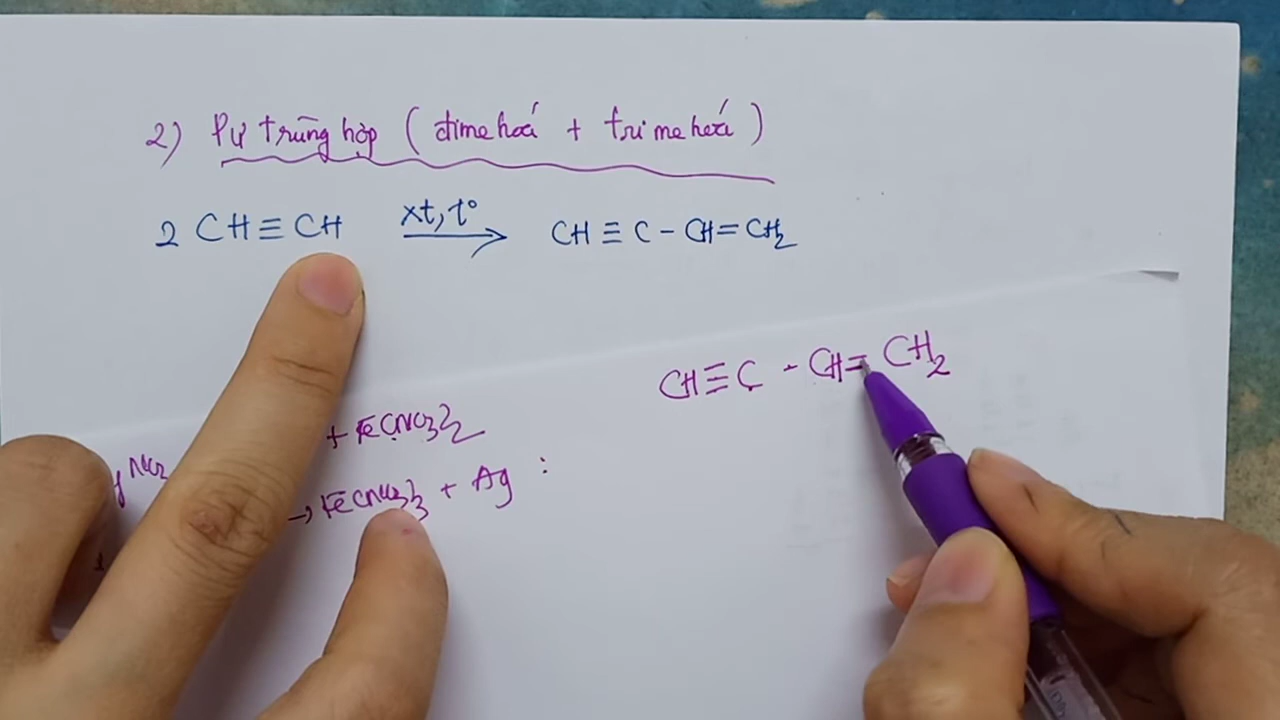 2) Pư trùng hợp (đime hoá + trime hoá)
2 CH≡CH xt, t° → CH≡C-CH=CH₂
CH≡C-CH=CH₂
+ Fe(NO3)2
→ Fe(NO3)3 + Ag :